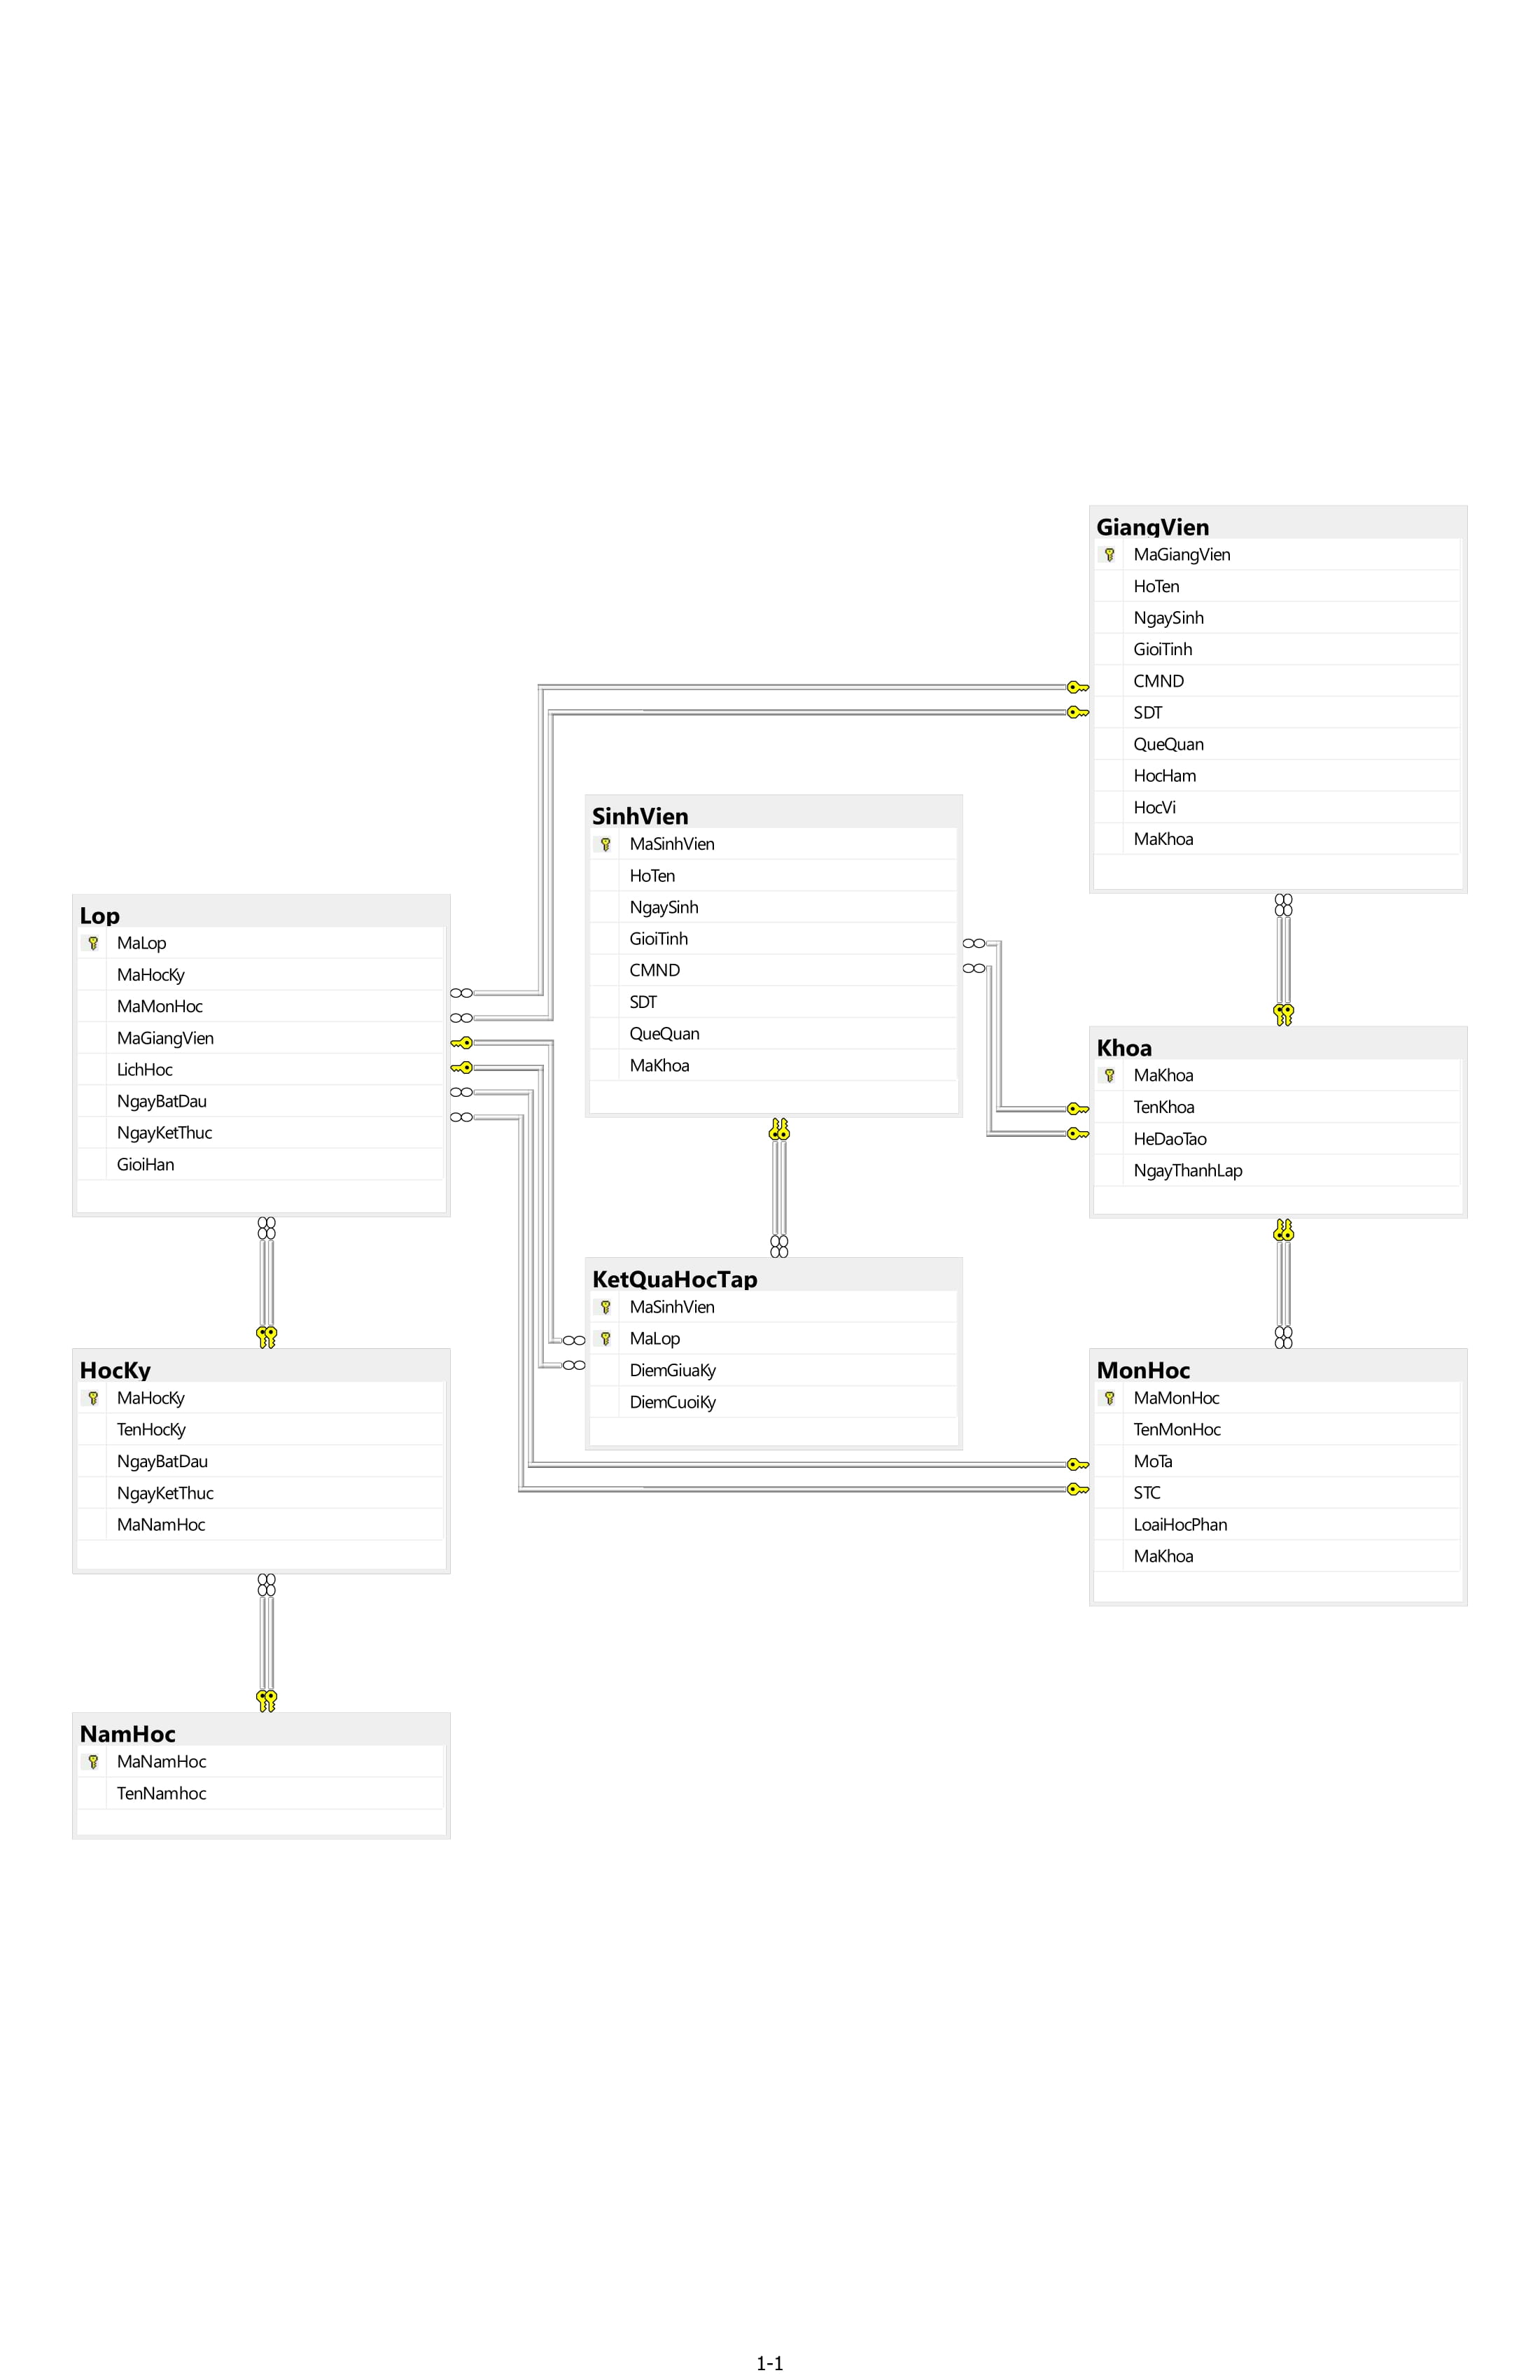 GiangVien
MaGiangVien
HoTen
NgaySinh
GioiTinh
CMND
SDT
QueQuan
HocHam
HocVi
MaKhoa
SinhVien
MaSinhVien
HoTen
NgaySinh
GioiTinh
CMND
SDT
QueQuan
MaKhoa
Lop
MaLop
MaHocKy
MaMonHoc
MaGiangVien
LichHoc
NgayBatDau
NgayKetThuc
GioiHan
Khoa
MaKhoa
TenKhoa
HeDaoTao
NgayThanhLap
KetQuaHocTap
MaSinhVien
MaLop
DiemGiuaKy
DiemCuoiKy
HocKy
MaHocKy
TenHocKy
NgayBatDau
NgayKetThuc
MaNamHoc
MonHoc
MaMonHoc
TenMonHoc
MoTa
STC
LoaiHocPhan
MaKhoa
NamHoc
MaNamHoc
TenNamhoc
1-1